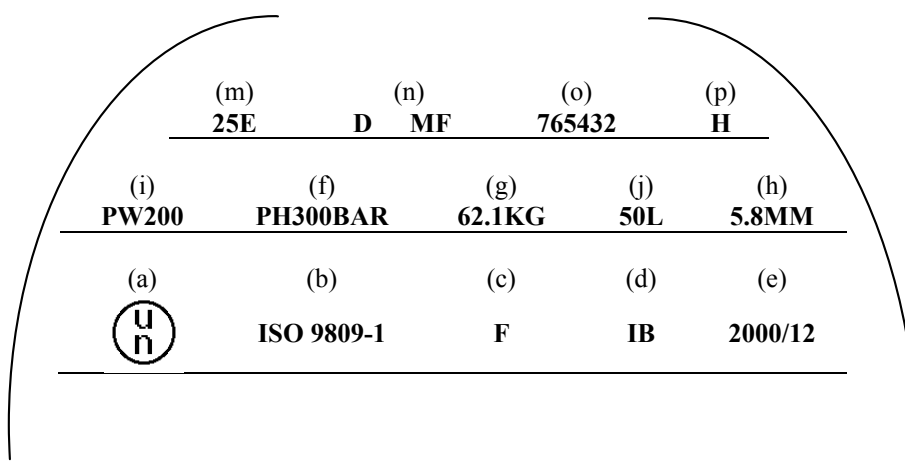 (m) (n) (o) (p)
25E D MF 765432 H
(i) (f) (g) (j) (h)
PW200 PH300BAR 62.1KG 50L 5.8MM
(a) (b) (c) (d) (e)
u n ISO 9809-1 F IB 2000/12